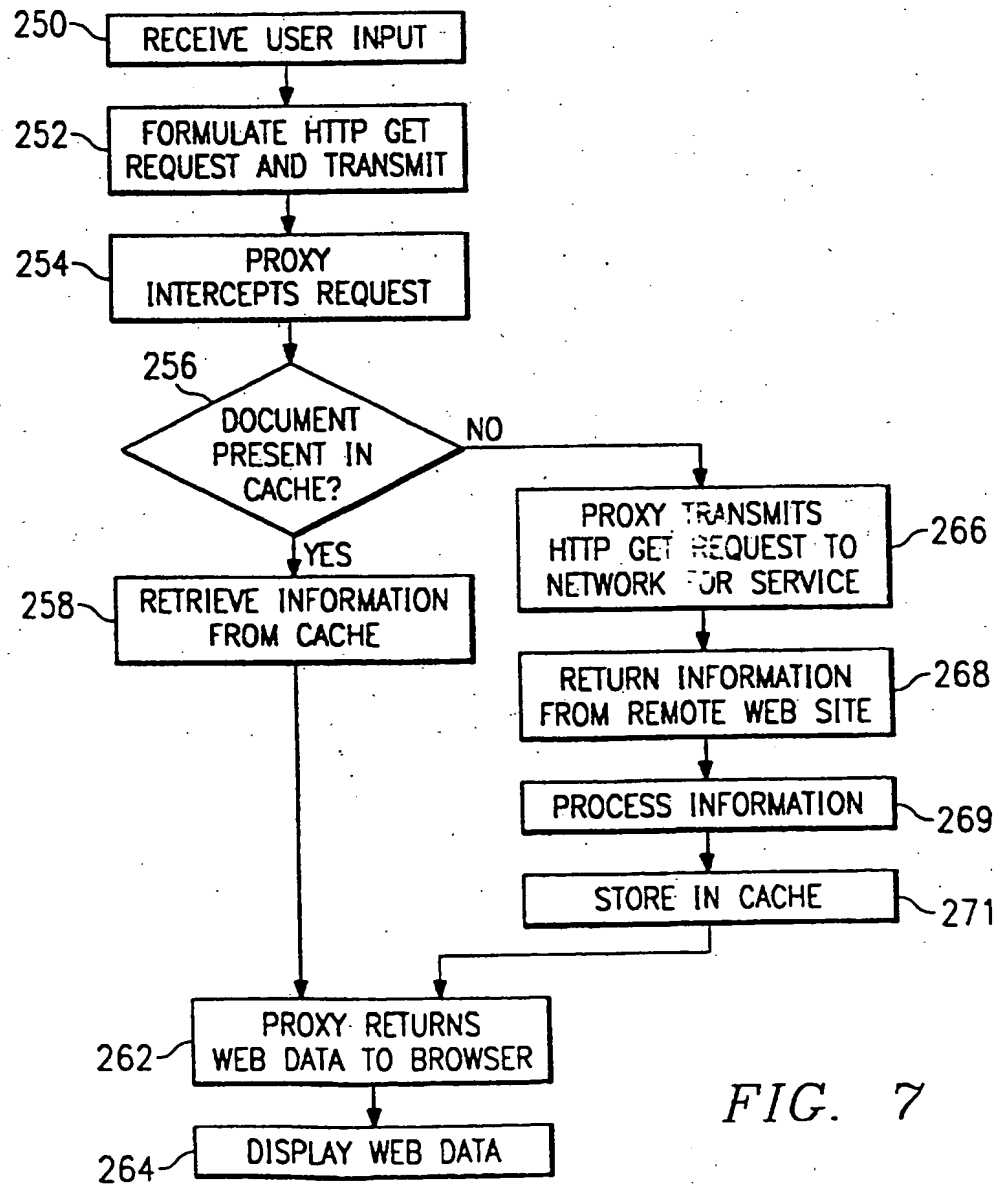 250
RECEIVE USER INPUT
252
FORMULATE HTTP GET
REQUEST AND TRANSMIT
254
PROXY
INTERCEPTS REQUEST
256
DOCUMENT
PRESENT IN
CACHE?
NO
YES
258
RETRIEVE INFORMATION
FROM CACHE
PROXY TRANSMITS
HTTP GET REQUEST TO
NETWORK FOR SERVICE
266
RETURN INFORMATION
FROM REMOTE WEB SITE
268
PROCESS INFORMATION
269
STORE IN CACHE
271
262
PROXY RETURNS
WEB DATA TO BROWSER
264
DISPLAY WEB DATA
FIG. 7